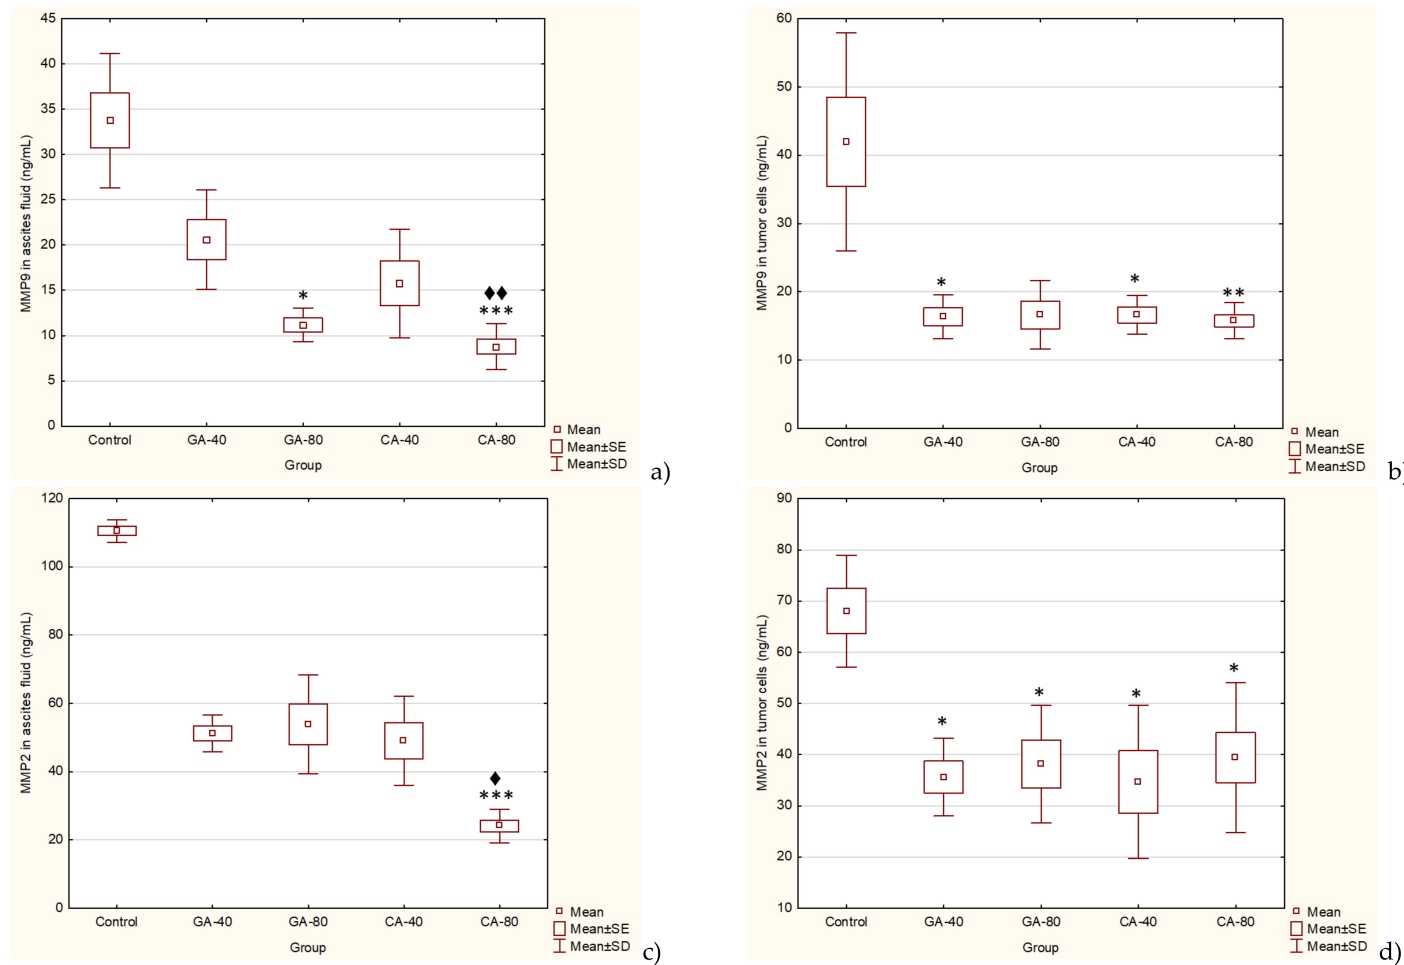 45
40
35
30
25
20
15
10
5
0
MMP9 in ascites fluid (ng/mL)
*
♦♦
***
Control GA-40 GA-80 CA-40 CA-80
Group
Mean
Mean±SE
Mean±SD
a)
60
50
40
30
20
10
0
MMP9 in tumor cells (ng/mL)
*
*
**
Control GA-40 GA-80 CA-40 CA-80
Group
Mean
Mean±SE
Mean±SD
b)
120
100
80
60
40
20
0
MMP2 in ascites fluid (ng/mL)
♦
***
Control GA-40 GA-80 CA-40 CA-80
Group
Mean
Mean±SE
Mean±SD
c)
90
80
70
60
50
40
30
20
10
MMP2 in tumor cells (ng/mL)
*
*
*
*
Control GA-40 GA-80 CA-40 CA-80
Group
Mean
Mean±SE
Mean±SD
d)